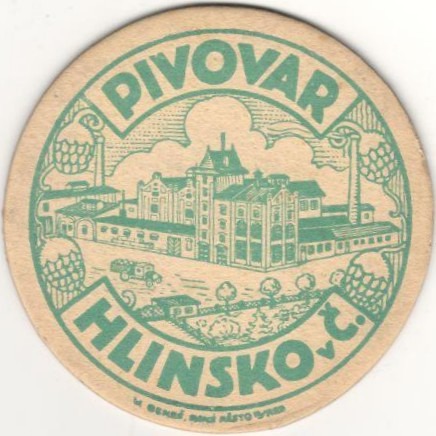 PIVOVAR
HLINSKO v Č.